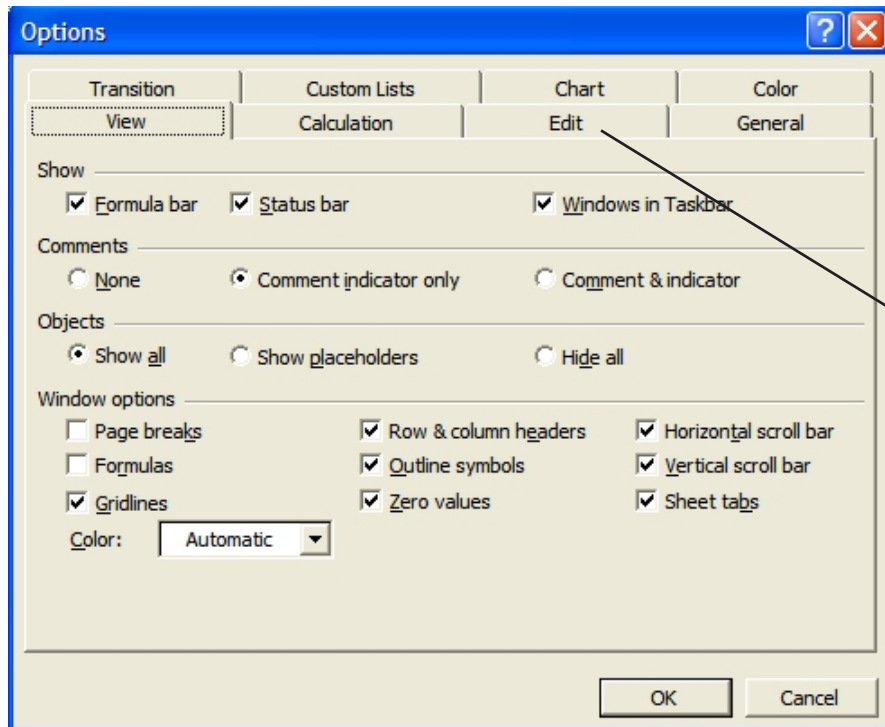 Options
Transition Custom Lists Chart Color
View Calculation Edit General
Show
Formula bar Status bar Windows in Taskbar
Comments
None Comment indicator only Comment & indicator
Objects
Show all Show placeholders Hide all
Window options
Page breaks Row & column headers Horizontal scroll bar
Formulas Outline symbols Vertical scroll bar
Gridlines Zero values Sheet tabs
Color: Automatic
OK Cancel